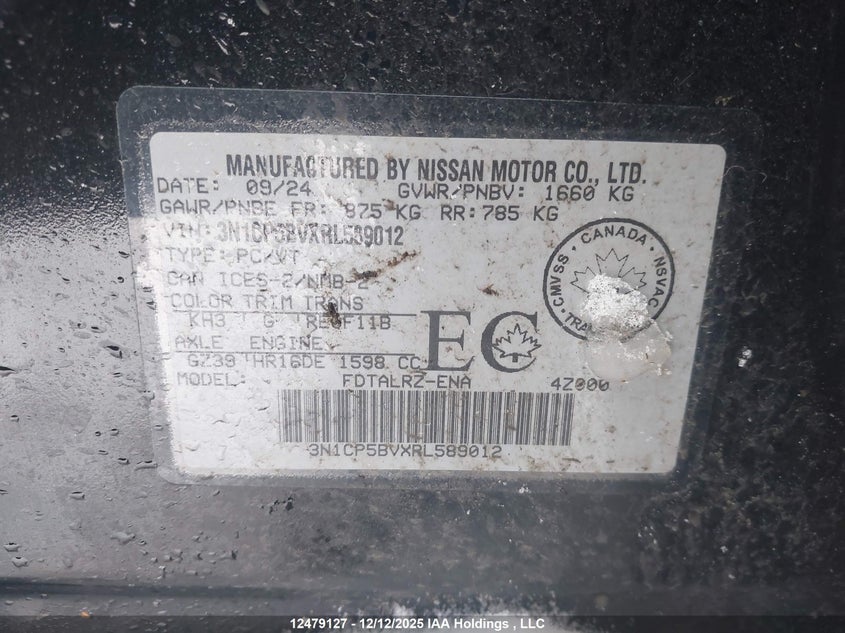 MANUFACTURED BY NISSAN MOTOR CO., LTD.
DATE: 09/24 GVWR/PNBV: 1660 KG
GAWR/PNBE FR: 875 KG RR: 785 KG
VIN: 3N1CP5BVXRL589012
TYPE: PC/VT
CAN ICES-2/NMB-2
COLOR TRIM TRANS
KH3 G RE0F11B
AXLE ENGINE
GZ39 HR16DE 1598 CC
EC
MODEL: FDTALRZ-ENA 4Z000
CANADA
CMVSS · NSVAC
3N1CP5BVXRL589012
12479127 - 12/12/2025 IAA Holdings , LLC